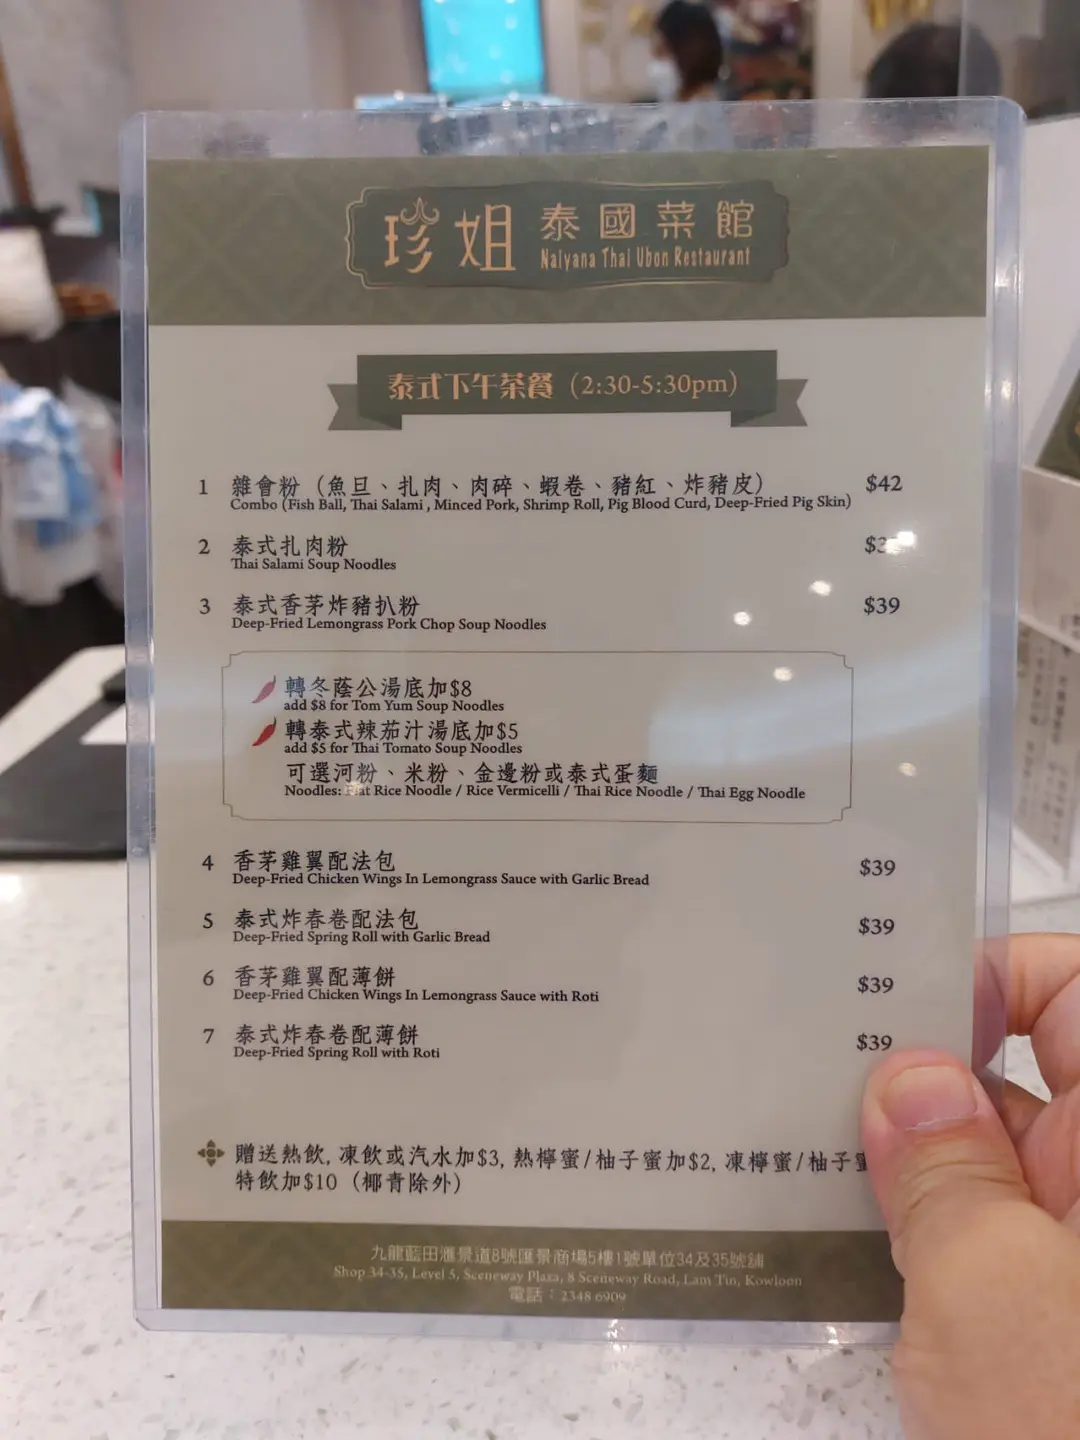 珍姐 泰國菜館
Naiyana Thai Ubon Restaurant
泰式下午茶餐 (2:30-5:30pm)
1 雜會粉 (魚旦、扎肉、肉碎、蝦卷、豬紅、炸豬皮) $42
Combo (Fish Ball, Thai Salami , Minced Pork, Shrimp Roll, Pig Blood Curd, Deep-Fried Pig Skin)
2 泰式扎肉粉
Thai Salami Soup Noodles
3 泰式香茅炸豬扒粉 $39
Deep-Fried Lemongrass Pork Chop Soup Noodles
轉冬蔭公湯底加$8
add $8 for Tom Yum Soup Noodles
轉泰式辣茄汁湯底加$5
add $5 for Thai Tomato Soup Noodles
可選河粉、米粉、金邊粉或泰式蛋麵
Noodles: Flat Rice Noodle / Rice Vermicelli / Thai Rice Noodle / Thai Egg Noodle
4 香茅雞翼配法包 $39
Deep-Fried Chicken Wings In Lemongrass Sauce with Garlic Bread
5 泰式炸春卷配法包 $39
Deep-Fried Spring Roll with Garlic Bread
6 香茅雞翼配薄餅 $39
Deep-Fried Chicken Wings In Lemongrass Sauce with Roti
7 泰式炸春卷配薄餅 $39
Deep-Fried Spring Roll with Roti
贈送熱飲, 凍飲或汽水加$3, 熱檸蜜/柚子蜜加$2, 凍檸蜜/柚子蜜
特飲加$10 (椰青除外)
九龍藍田滙景道8號匯景商場5樓1號單位34及35號舖
Shop 34-35, Level 5, Sceneway Plaza, 8 Sceneway Road, Lam Tin, Kowloon
電話：2348 6909